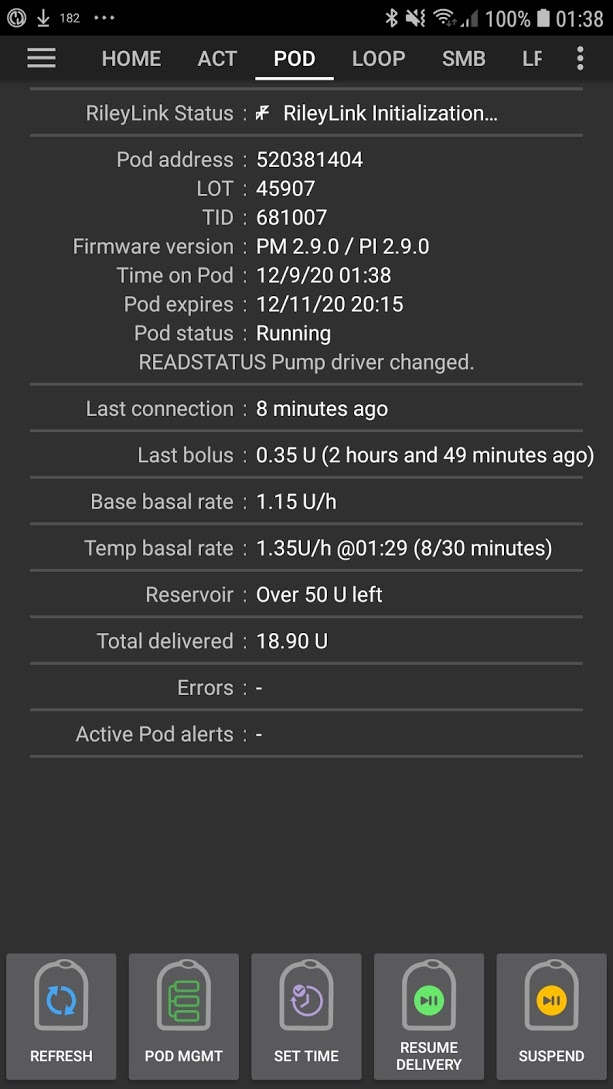 182 ••• 100% 01:38
HOME ACT POD LOOP SMB LF
RileyLink Status : RileyLink Initialization...
Pod address : 520381404
LOT : 45907
TID : 681007
Firmware version : PM 2.9.0 / PI 2.9.0
Time on Pod : 12/9/20 01:38
Pod expires : 12/11/20 20:15
Pod status : Running
READSTATUS Pump driver changed.
Last connection : 8 minutes ago
Last bolus : 0.35 U (2 hours and 49 minutes ago)
Base basal rate : 1.15 U/h
Temp basal rate : 1.35U/h @01:29 (8/30 minutes)
Reservoir : Over 50 U left
Total delivered : 18.90 U
Errors : -
Active Pod alerts : -
REFRESH POD MGMT SET TIME RESUME DELIVERY SUSPEND